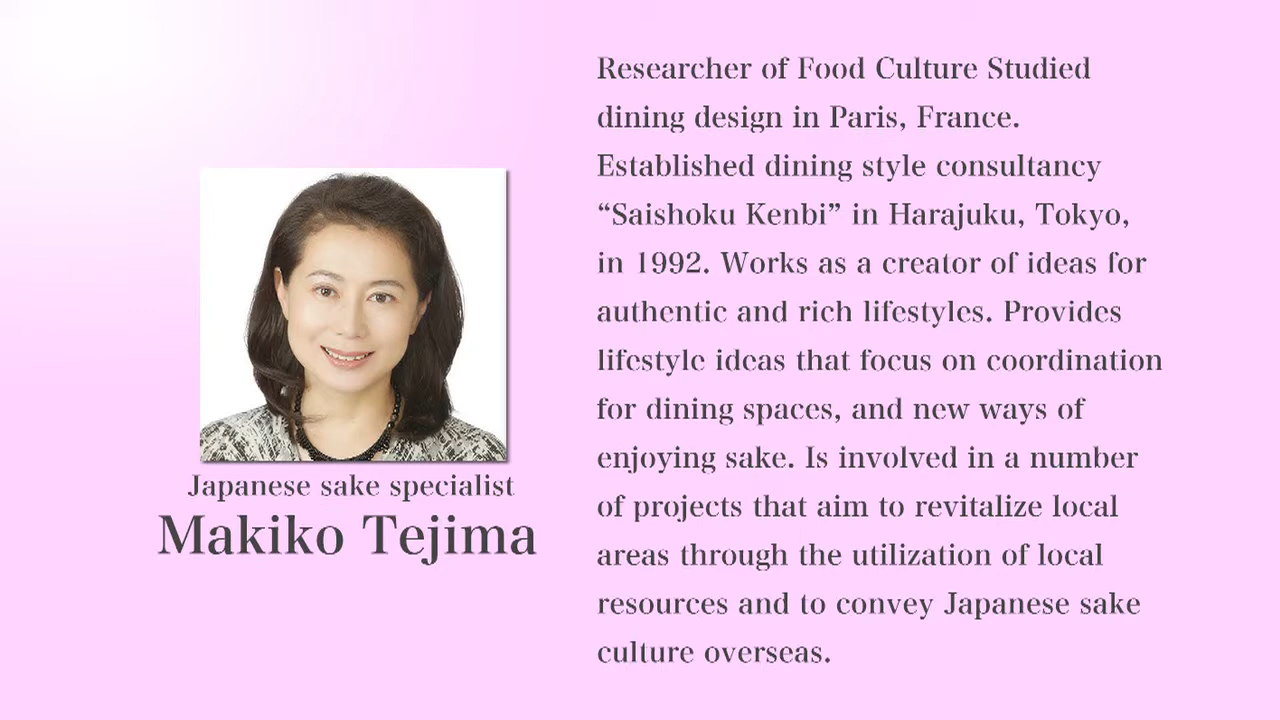 Japanese sake specialist
Makiko Tejima
Researcher of Food Culture Studied
dining design in Paris, France.
Established dining style consultancy
“Saishoku Kenbi” in Harajuku, Tokyo,
in 1992. Works as a creator of ideas for
authentic and rich lifestyles. Provides
lifestyle ideas that focus on coordination
for dining spaces, and new ways of
enjoying sake. Is involved in a number
of projects that aim to revitalize local
areas through the utilization of local
resources and to convey Japanese sake
culture overseas.